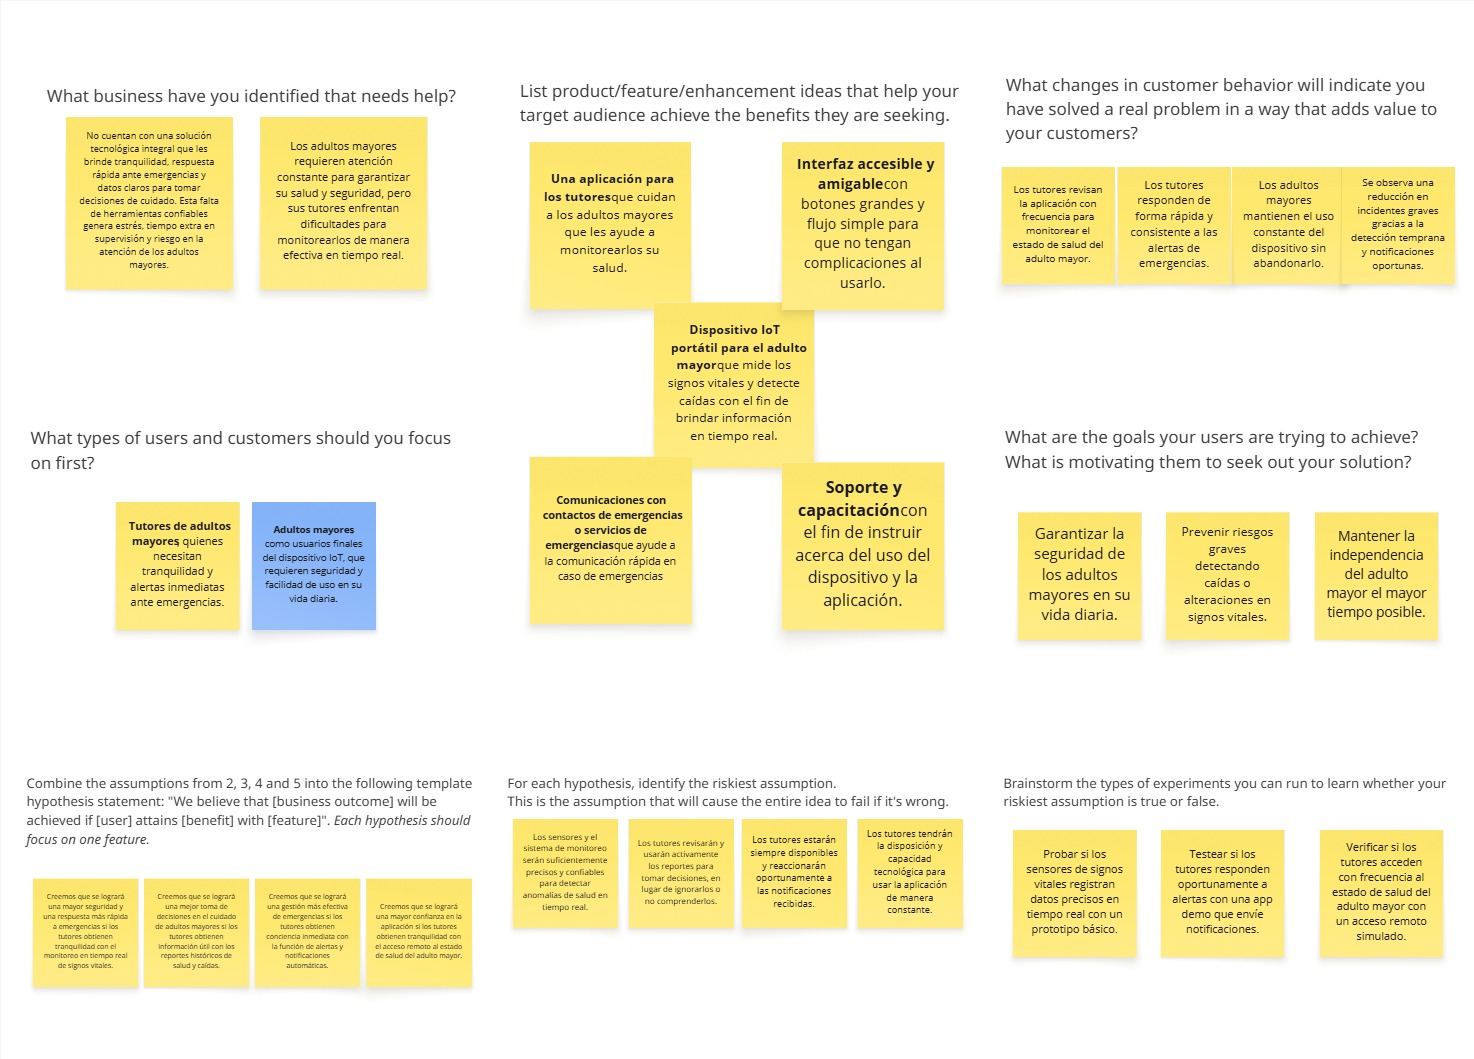 What business have you identified that needs help?
No cuentan con una solución
tecnológica integral que les
brinde tranquilidad, respuesta
rápida ante emergencias y
datos claros para tomar
decisiones de cuidado. Esta falta
de herramientas confiables
genera estrés, tiempo extra en
supervisión y riesgo en la
atención de los adultos
mayores.
Los adultos mayores
requieren atención
constante para garantizar
su salud y seguridad, pero
sus tutores enfrentan
dificultades para
monitorearlos de manera
efectiva en tiempo real.
List product/feature/enhancement ideas that help your
target audience achieve the benefits they are seeking.
Una aplicación para
los tutoresque cuidan
a los adultos mayores
que les ayude a
monitorearlos su
salud.
Interfaz accesible y
amigablecon
botones grandes y
flujo simple para
que no tengan
complicaciones al
usarlo.
Dispositivo IoT
portátil para el adulto
mayorque mide los
signos vitales y detecte
caídas con el fin de
brindar información
en tiempo real.
Comunicaciones con
contactos de emergencias
o servicios de
emergenciasque ayude a
la comunicación rápida en
caso de emergencias
Soporte y
capacitacióncon
el fin de instruir
acerca del uso del
dispositivo y la
aplicación.
What changes in customer behavior will indicate you
have solved a real problem in a way that adds value to
your customers?
Los tutores revisan
la aplicación con
frecuencia para
monitorear el
estado de salud del
adulto mayor.
Los tutores
responden de
forma rápida y
consistente a las
alertas de
emergencias.
Los adultos
mayores
mantienen el uso
constante del
dispositivo sin
abandonarlo.
Se observa una
reducción en
incidentes graves
gracias a la
detección temprana
y notificaciones
oportunas.
What types of users and customers should you focus
on first?
Tutores de adultos
mayores quienes
necesitan
tranquilidad y
alertas inmediatas
ante emergencias.
Adultos mayores
como usuarios finales
del dispositivo IoT, que
requieren seguridad y
facilidad de uso en su
vida diaria.
What are the goals your users are trying to achieve?
What is motivating them to seek out your solution?
Garantizar la
seguridad de
los adultos
mayores en su
vida diaria.
Prevenir riesgos
graves
detectando
caídas o
alteraciones en
signos vitales.
Mantener la
independencia
del adulto
mayor el mayor
tiempo posible.
Combine the assumptions from 2, 3, 4 and 5 into the following template
hypothesis statement: "We believe that [business outcome] will be
achieved if [user] attains [benefit] with [feature]". Each hypothesis should
focus on one feature.
Creemos que se logrará
una mayor seguridad y
una respuesta más rápida
a emergencias si los
tutores obtienen
tranquilidad con el
monitoreo en tiempo real
de signos vitales.
Creemos que se logrará
una mejor toma de
decisiones en el cuidado
de adultos mayores si los
tutores obtienen
información útil con los
reportes históricos de
salud y caídas.
Creemos que se logrará
una gestión más efectiva
de emergencias si los
tutores obtienen
conciencia inmediata con
la función de alertas y
notificaciones
automáticas.
Creemos que se logrará
una mayor confianza en la
aplicación si los tutores
obtienen tranquilidad con
el acceso remoto al estado
de salud del adulto mayor.
For each hypothesis, identify the riskiest assumption.
This is the assumption that will cause the entire idea to fail if it's wrong.
Los sensores y el
sistema de monitoreo
serán suficientemente
precisos y confiables
para detectar
anomalías de salud en
tiempo real.
Los tutores revisarán y
usarán activamente
los reportes para
tomar decisiones, en
lugar de ignorarlos o
no comprenderlos.
Los tutores estarán
siempre disponibles
y reaccionarán
oportunamente a
las notificaciones
recibidas.
Los tutores tendrán
la disposición y
capacidad
tecnológica para
usar la aplicación
de manera
constante.
Brainstorm the types of experiments you can run to learn whether your
riskiest assumption is true or false.
Probar si los
sensores de signos
vitales registran
datos precisos en
tiempo real con un
prototipo básico.
Testear si los
tutores responden
oportunamente a
alertas con una app
demo que envíe
notificaciones.
Verificar si los
tutores acceden
con frecuencia al
estado de salud del
adulto mayor con
un acceso remoto
simulado.